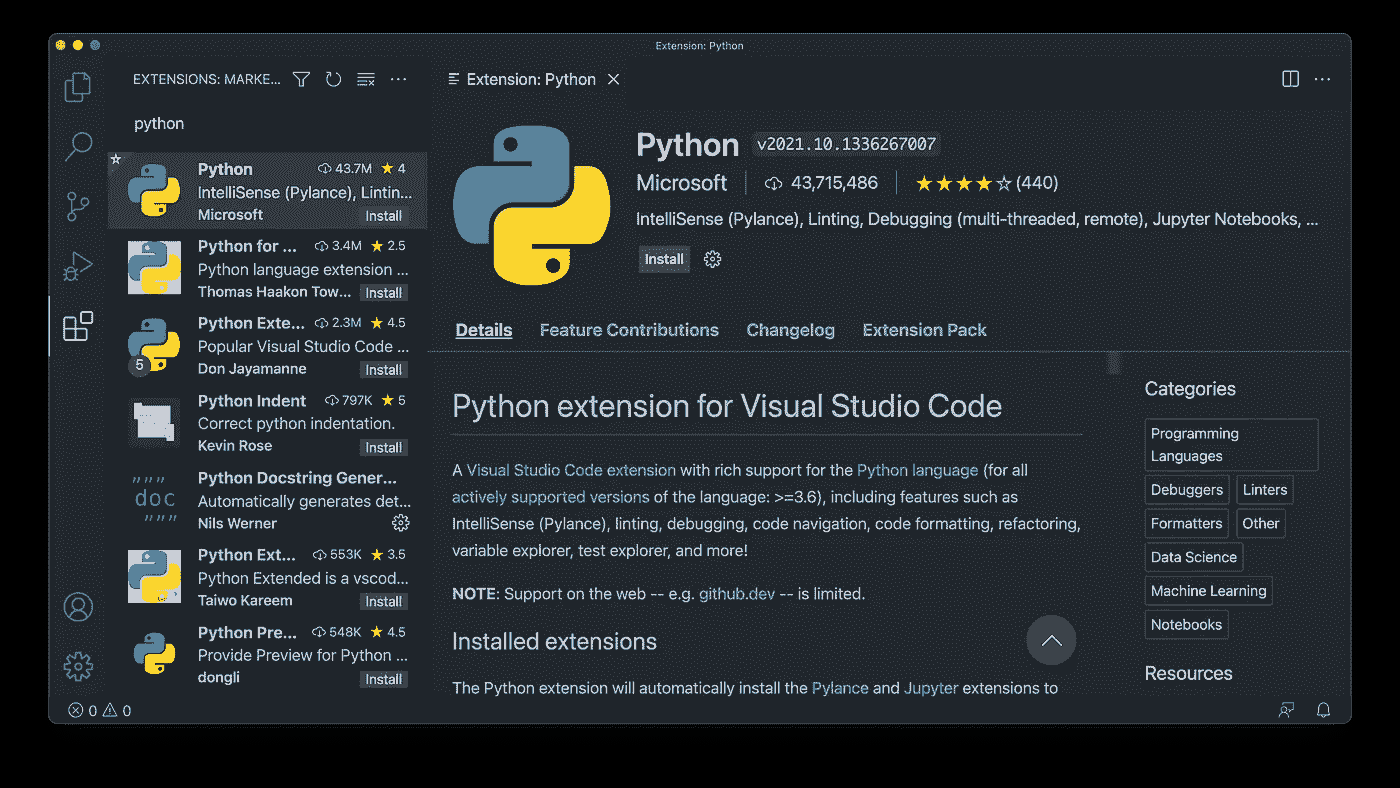 Extension: Python
EXTENSIONS: MARKE...
python
Python 43.7M 4
IntelliSense (Pylance), Lintin...
Microsoft Install
Python for ... 3.4M 2.5
Python language extension ...
Thomas Haakon Tow... Install
Python Exte... 2.3M 4.5
Popular Visual Studio Code ...
5
Don Jayamanne Install
Python Indent 797K 5
Correct python indentation.
Kevin Rose Install
""" doc """
Python Docstring Gener...
Automatically generates det...
Nils Werner
Python Ext... 553K 3.5
Python Extended is a vscod...
Taiwo Kareem Install
Python Pre... 548K 4.5
Provide Preview for Python ...
dongli Install
Extension: Python
Python v2021.10.1336267007
Microsoft 43,715,486 (440)
IntelliSense (Pylance), Linting, Debugging (multi-threaded, remote), Jupyter Notebooks, ...
Install
Details Feature Contributions Changelog Extension Pack
Python extension for Visual Studio Code
A Visual Studio Code extension with rich support for the Python language (for all
actively supported versions of the language: >=3.6), including features such as
IntelliSense (Pylance), linting, debugging, code navigation, code formatting, refactoring,
variable explorer, test explorer, and more!
NOTE: Support on the web -- e.g. github.dev -- is limited.
Installed extensions
The Python extension will automatically install the Pylance and Jupyter extensions to
Categories
Programming
Languages
Debuggers Linters
Formatters Other
Data Science
Machine Learning
Notebooks
Resources
0 0